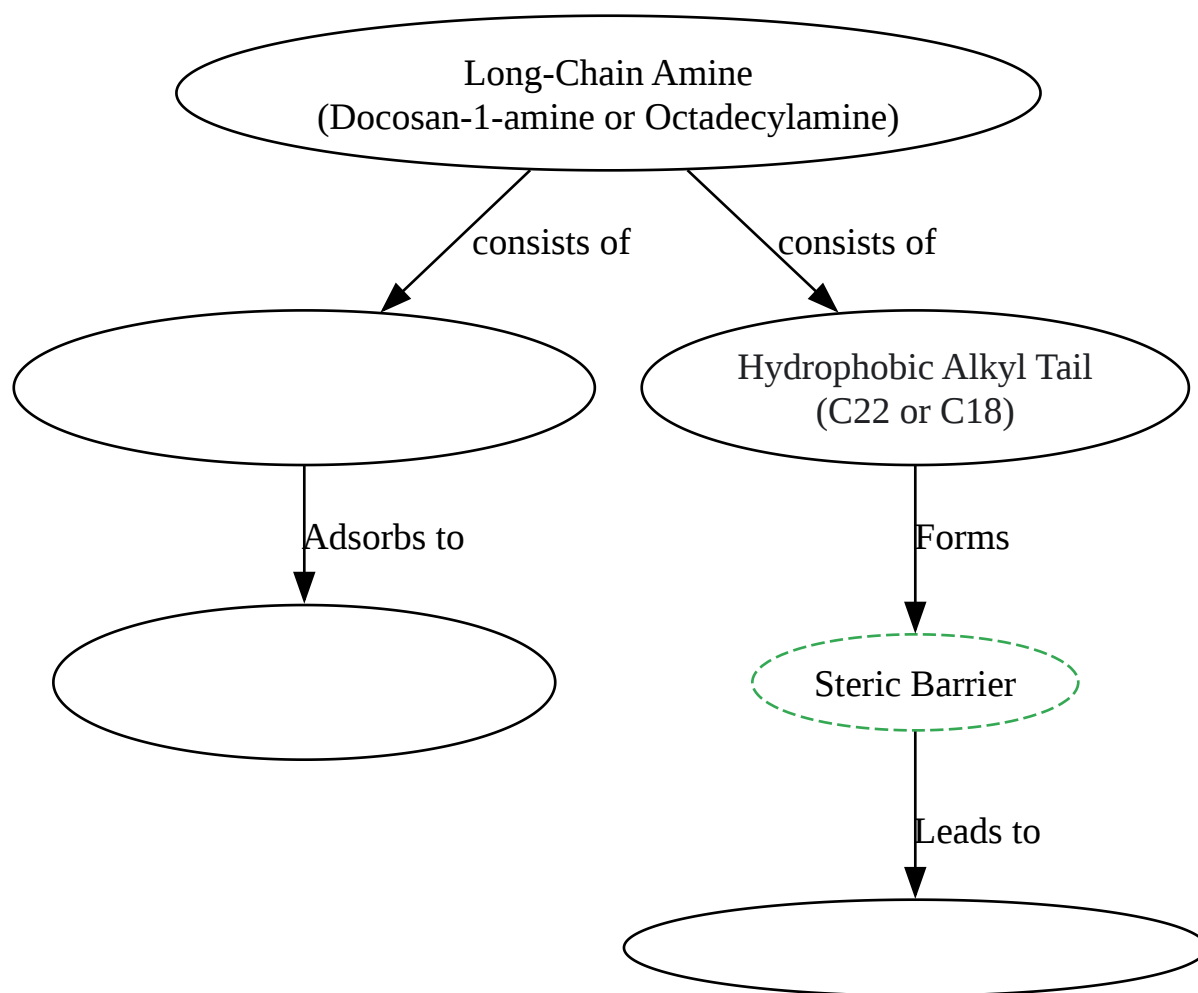 Long-Chain Amine
(Docosan-1-amine or Octadecylamine)
consists of
consists of
Hydrophobic Alkyl Tail
(C22 or C18)
Adsorbs to
Forms
Steric Barrier
Leads to